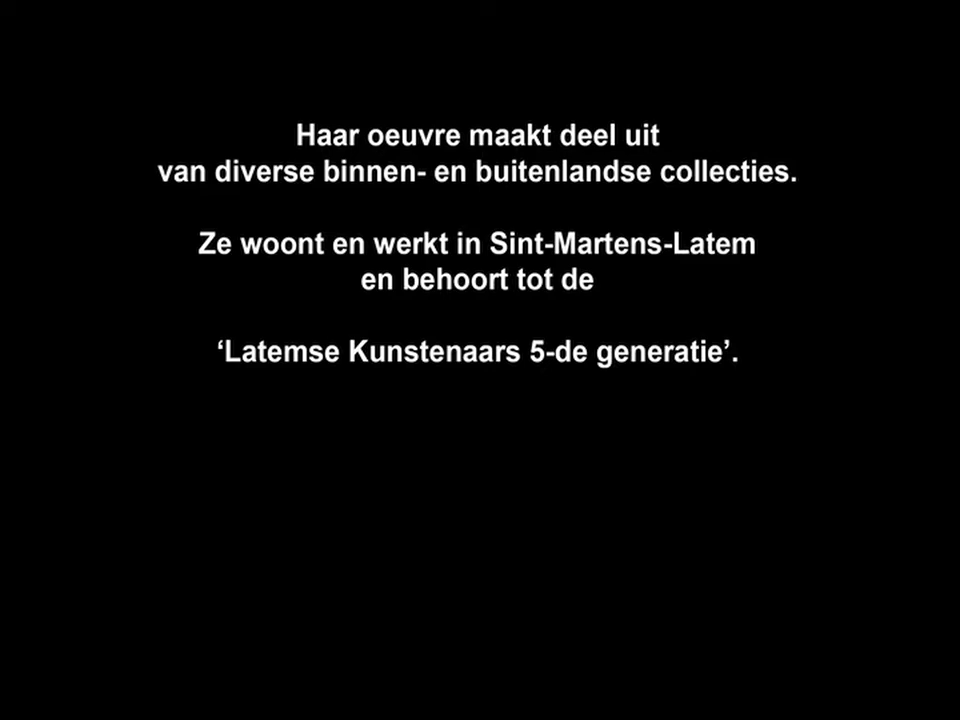 Haar oeuvre maakt deel uit
van diverse binnen- en buitenlandse collecties.
Ze woont en werkt in Sint-Martens-Latem
en behoort tot de
‘Latemse Kunstenaars 5-de generatie’.